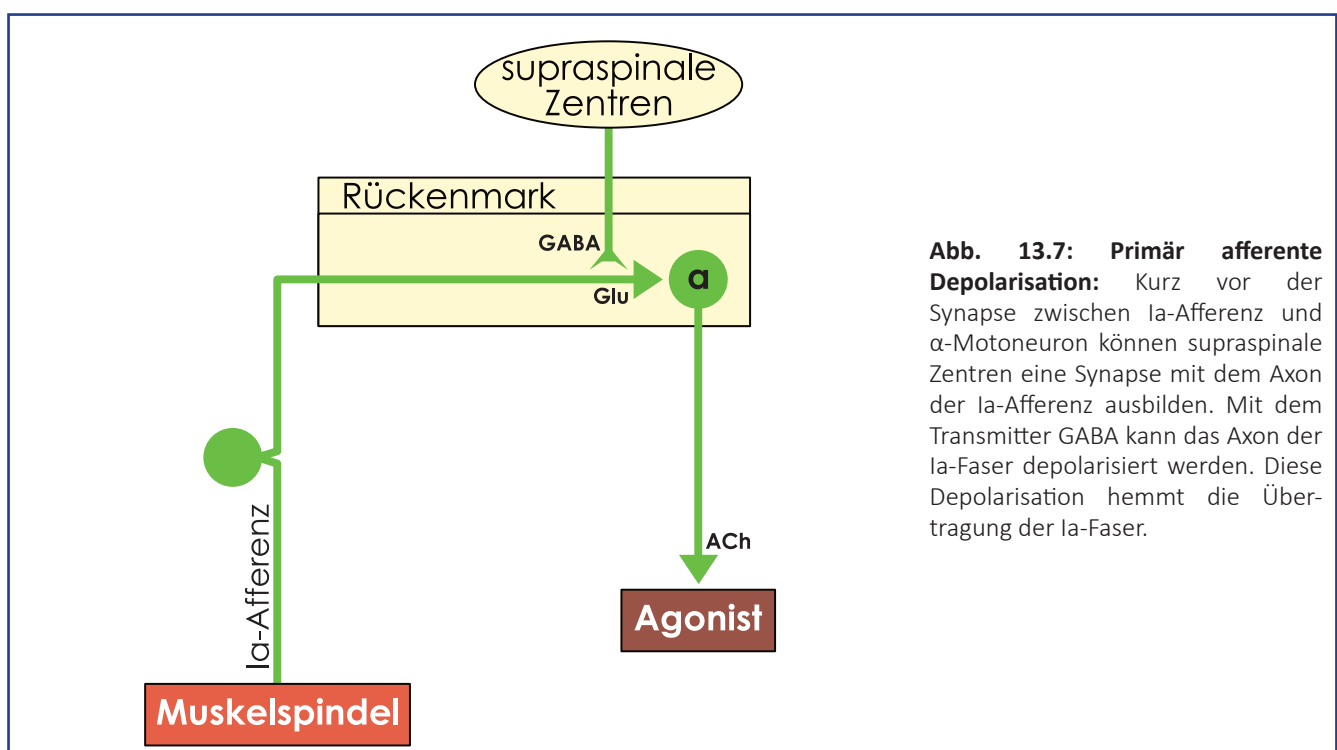 supraspinale
Zentren
Rückenmark
GABA
Glu
α
ACh
Ia-Afferenz
Agonist
Muskelspindel
Abb. 13.7: Primär afferente
Depolarisation: Kurz vor der
Synapse zwischen Ia-Afferenz und
α-Motoneuron können supraspinale
Zentren eine Synapse mit dem Axon
der Ia-Afferenz ausbilden. Mit dem
Transmitter GABA kann das Axon der
Ia-Faser depolarisiert werden. Diese
Depolarisation hemmt die Über-
tragung der Ia-Faser.